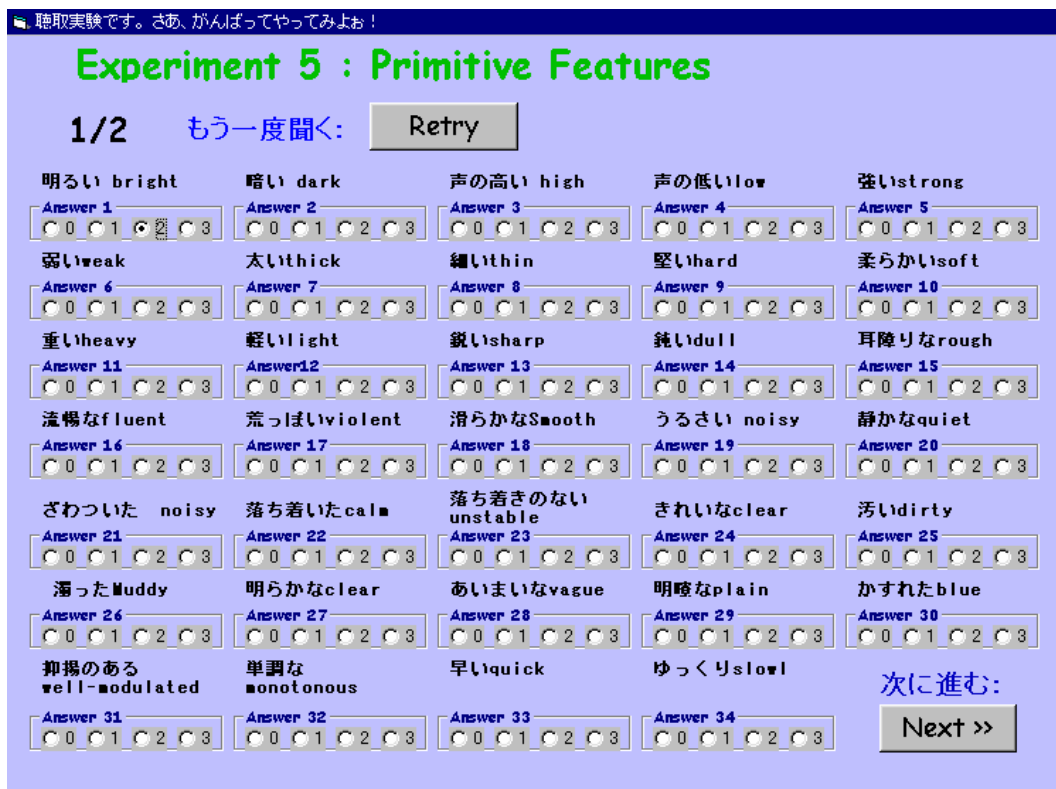 聴取実験です。さあ、がんばってやってみよぉ！
Experiment 5 : Primitive Features
1/2 もう一度聞く: Retry
明るい bright 暗い dark 声の高い high 声の低いlow 強いstrong
Answer 1 Answer 2 Answer 3 Answer 4 Answer 5
0 1 2 3 0 1 2 3 0 1 2 3 0 1 2 3 0 1 2 3
弱いweak 太いthick 細いthin 堅いhard 柔らかいsoft
Answer 6 Answer 7 Answer 8 Answer 9 Answer 10
0 1 2 3 0 1 2 3 0 1 2 3 0 1 2 3 0 1 2 3
重いheavy 軽いlight 鋭いsharp 鈍いdull 耳障りなrough
Answer 11 Answer12 Answer 13 Answer 14 Answer 15
0 1 2 3 0 1 2 3 0 1 2 3 0 1 2 3 0 1 2 3
流暢なfluent 荒っぽいviolent 滑らかなSmooth うるさい noisy 静かなquiet
Answer 16 Answer 17 Answer 18 Answer 19 Answer 20
0 1 2 3 0 1 2 3 0 1 2 3 0 1 2 3 0 1 2 3
ざわついた noisy 落ち着いたcalm 落ち着きのない unstable きれいなclear 汚いdirty
Answer 21 Answer 22 Answer 23 Answer 24 Answer 25
0 1 2 3 0 1 2 3 0 1 2 3 0 1 2 3 0 1 2 3
濁ったMuddy 明らかなclear あいまいなvague 明瞭なplain かすれたblue
Answer 26 Answer 27 Answer 28 Answer 29 Answer 30
0 1 2 3 0 1 2 3 0 1 2 3 0 1 2 3 0 1 2 3
抑揚のある well-modulated 単調な monotonous 早いquick ゆっくりslowl 次に進む:
Answer 31 Answer 32 Answer 33 Answer 34
0 1 2 3 0 1 2 3 0 1 2 3 0 1 2 3 Next >>